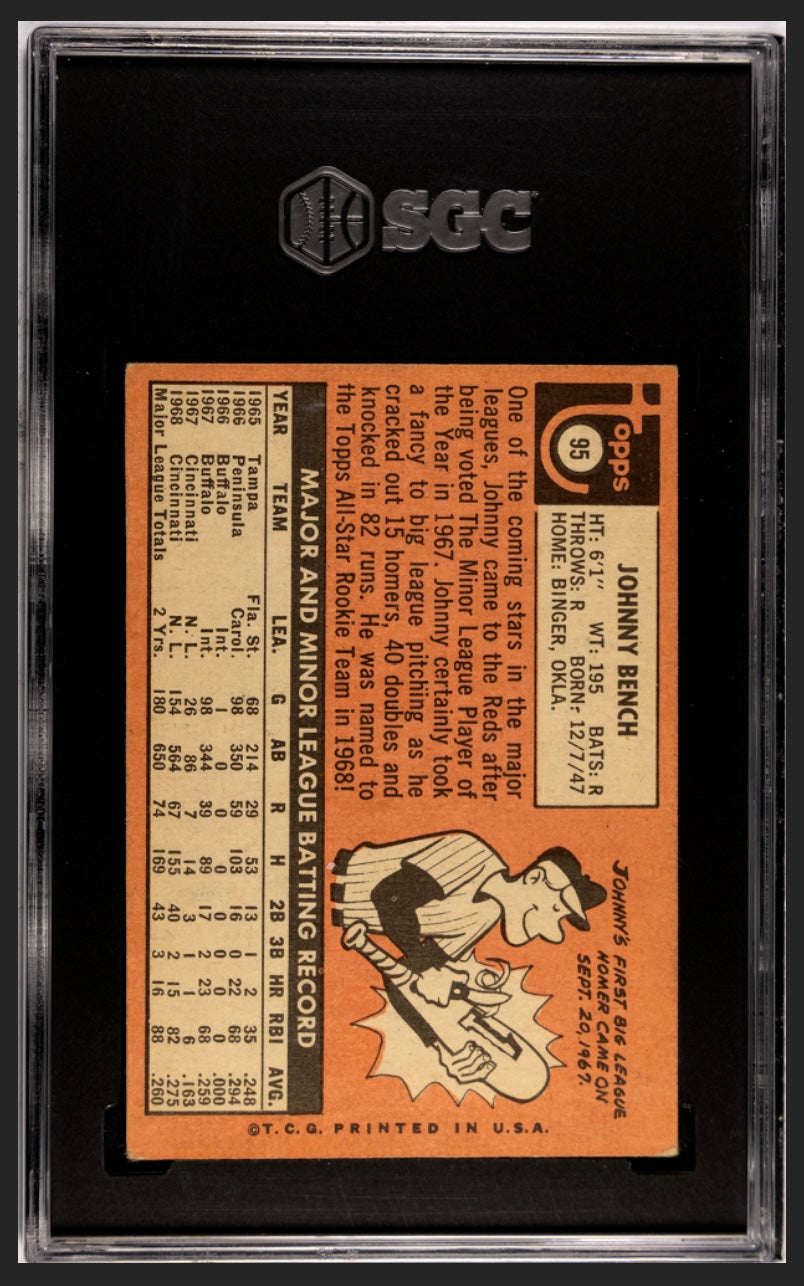 SGC
Topps
95
JOHNNY BENCH
HT: 6'1" WT: 195 BATS: R
THROWS: R BORN: 12/7/47
HOME: BINGER, OKLA.
One of the coming stars in the major
leagues, Johnny came to the Reds after
being voted The Minor League Player of
the Year in 1967. Johnny certainly took
a fancy to big league pitching as he
cracked out 15 homers, 40 doubles and
knocked in 82 runs. He was named to
the Topps All-Star Rookie Team in 1968!
JOHNNY'S FIRST BIG LEAGUE
HOMER CAME ON
SEPT. 20, 1967.
1
MAJOR AND MINOR LEAGUE BATTING RECORD
YEAR TEAM LEA. G AB R H 2B 3B HR RBI AVG.
1965 Tampa Fla. St. 68 214 29 53 13 1 2 35 .248
1966 Peninsula Carol. 98 350 59 103 16 0 22 68 .294
1966 Buffalo Int. 1 0 0 0 0 0 0 0 .000
1967 Buffalo Int. 98 344 39 89 17 2 23 68 .259
1967 Cincinnati N. L. 26 86 7 14 3 1 1 6 .163
1968 Cincinnati N. L. 154 564 67 155 40 2 15 82 .275
Major League Totals 2 Yrs. 180 650 74 169 43 3 16 88 .260
©T.C.G. PRINTED IN U.S.A.